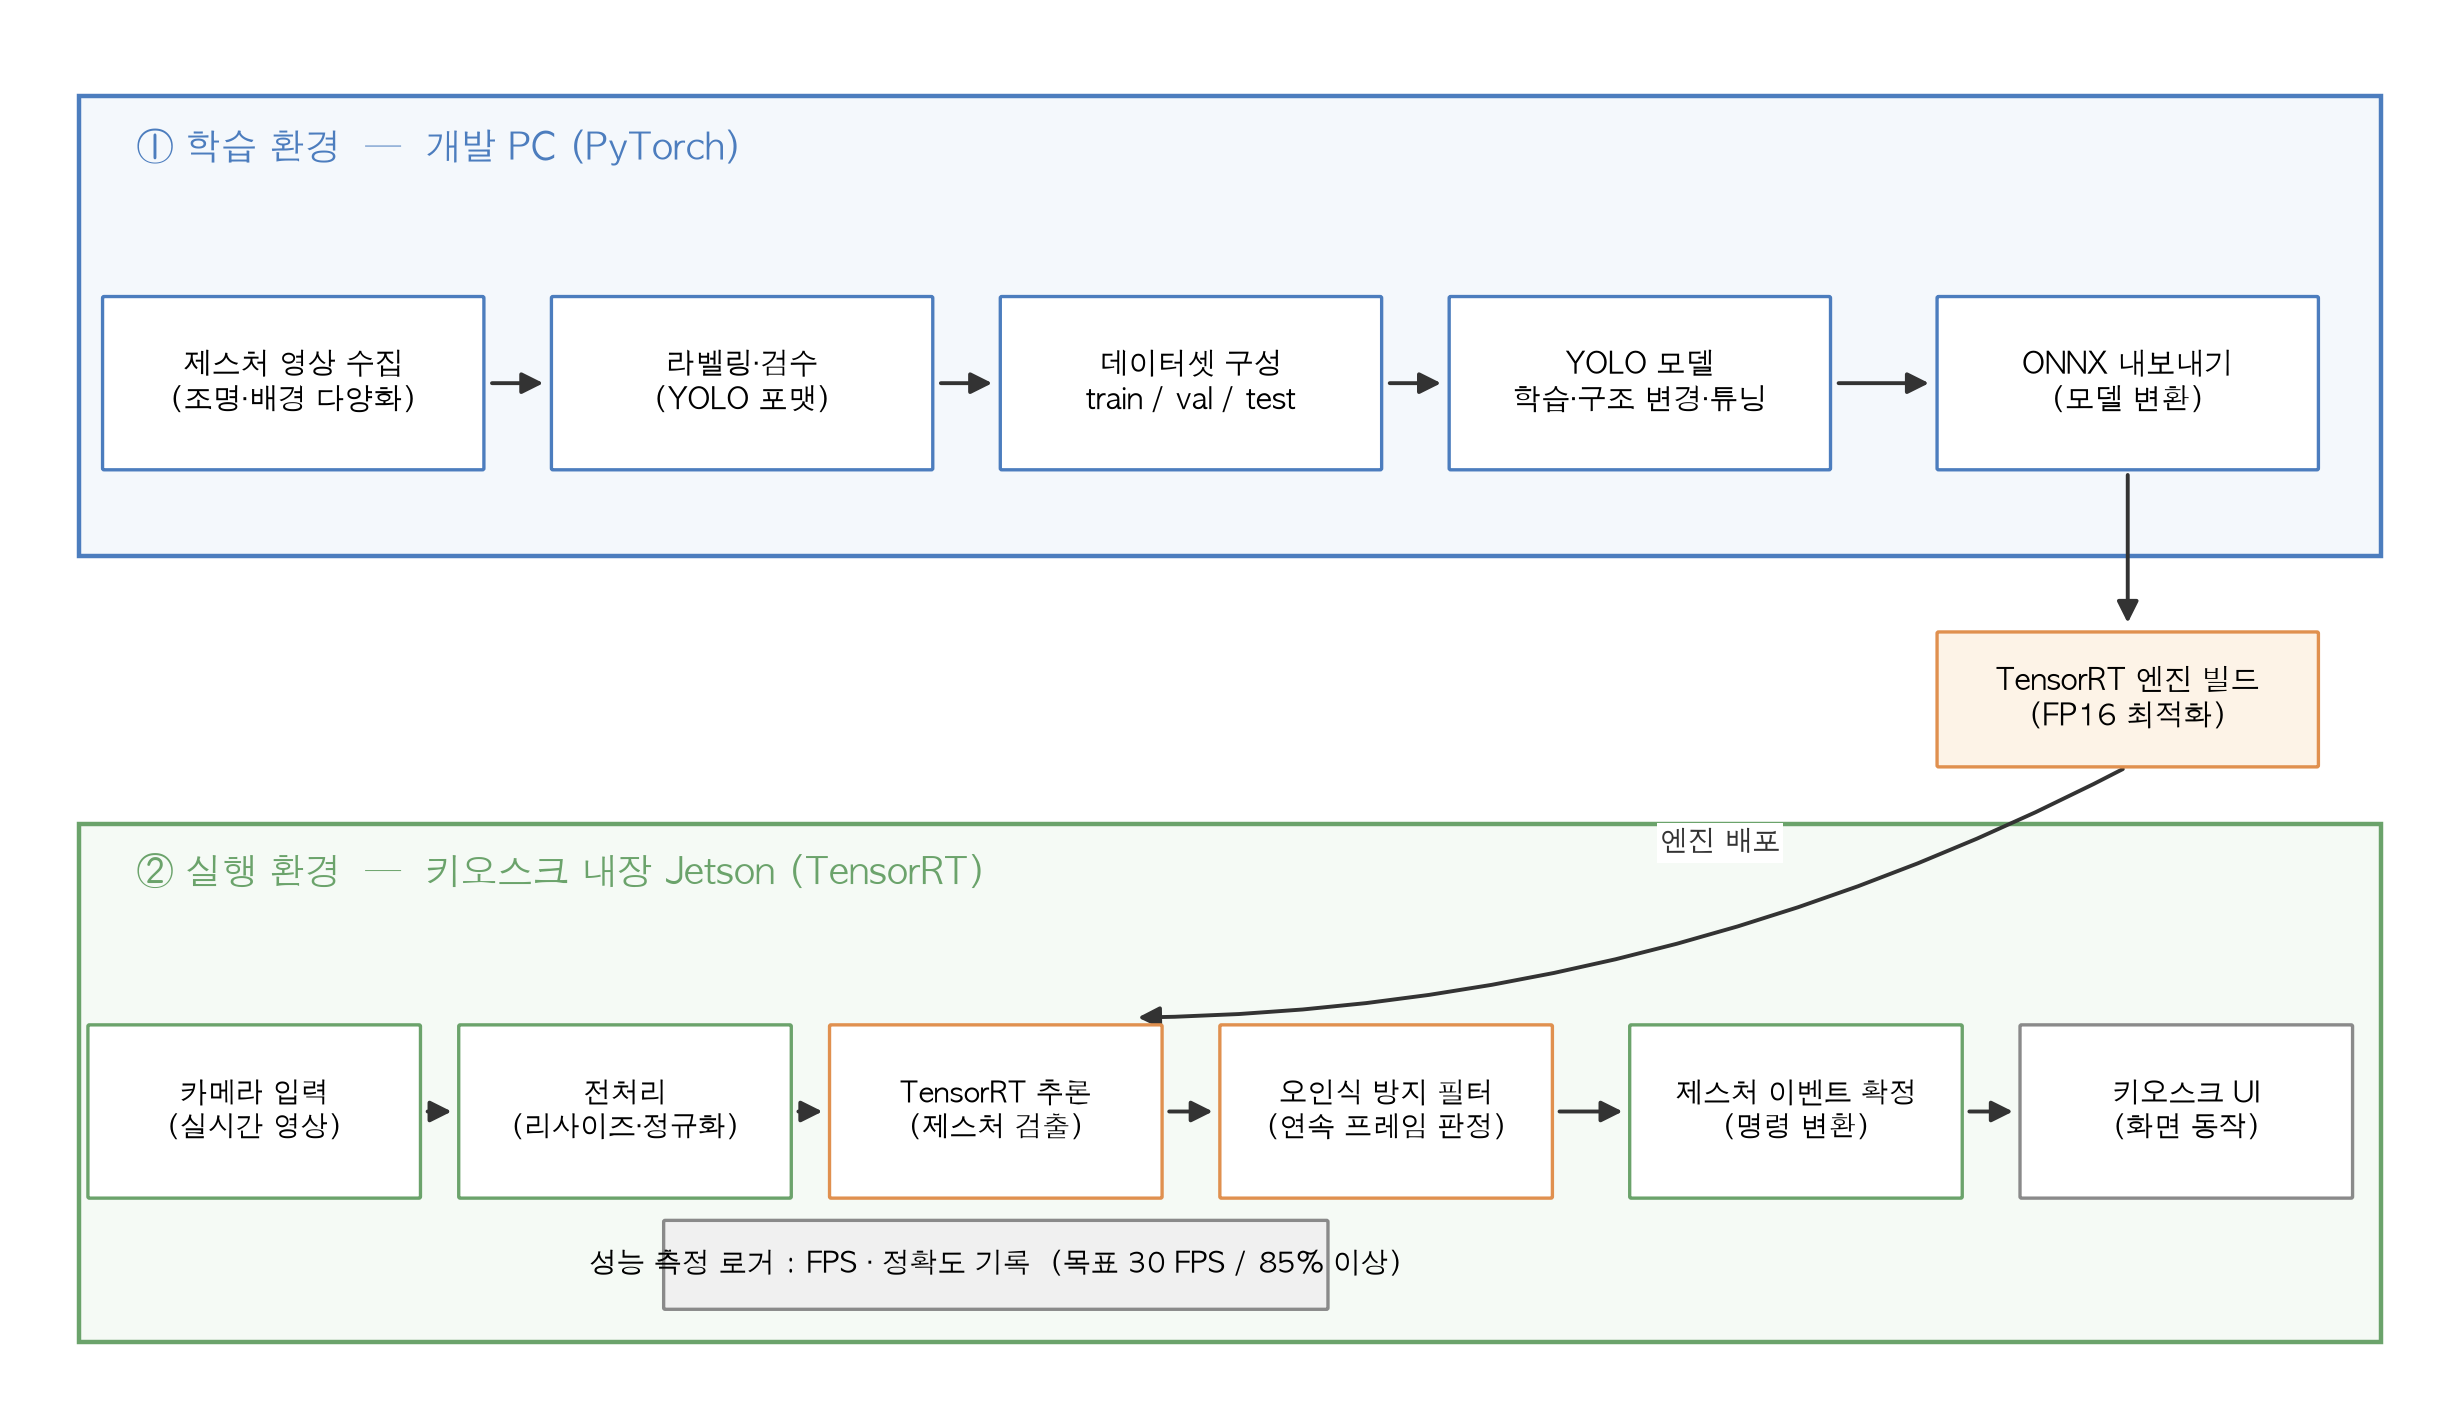 ① 학습 환경 — 개발 PC (PyTorch)
제스처 영상 수집
(조명·배경 다양화)
라벨링·검수
(YOLO 포맷)
데이터셋 구성
train / val / test
YOLO 모델
학습·구조 변경·튜닝
ONNX 내보내기
(모델 변환)
TensorRT 엔진 빌드
(FP16 최적화)
엔진 배포
② 실행 환경 — 키오스크 내장 Jetson (TensorRT)
카메라 입력
(실시간 영상)
전처리
(리사이즈·정규화)
TensorRT 추론
(제스처 검출)
오인식 방지 필터
(연속 프레임 판정)
제스처 이벤트 확정
(명령 변환)
키오스크 UI
(화면 동작)
성능 측정 로거 : FPS · 정확도 기록 (목표 30 FPS / 85% 이상)